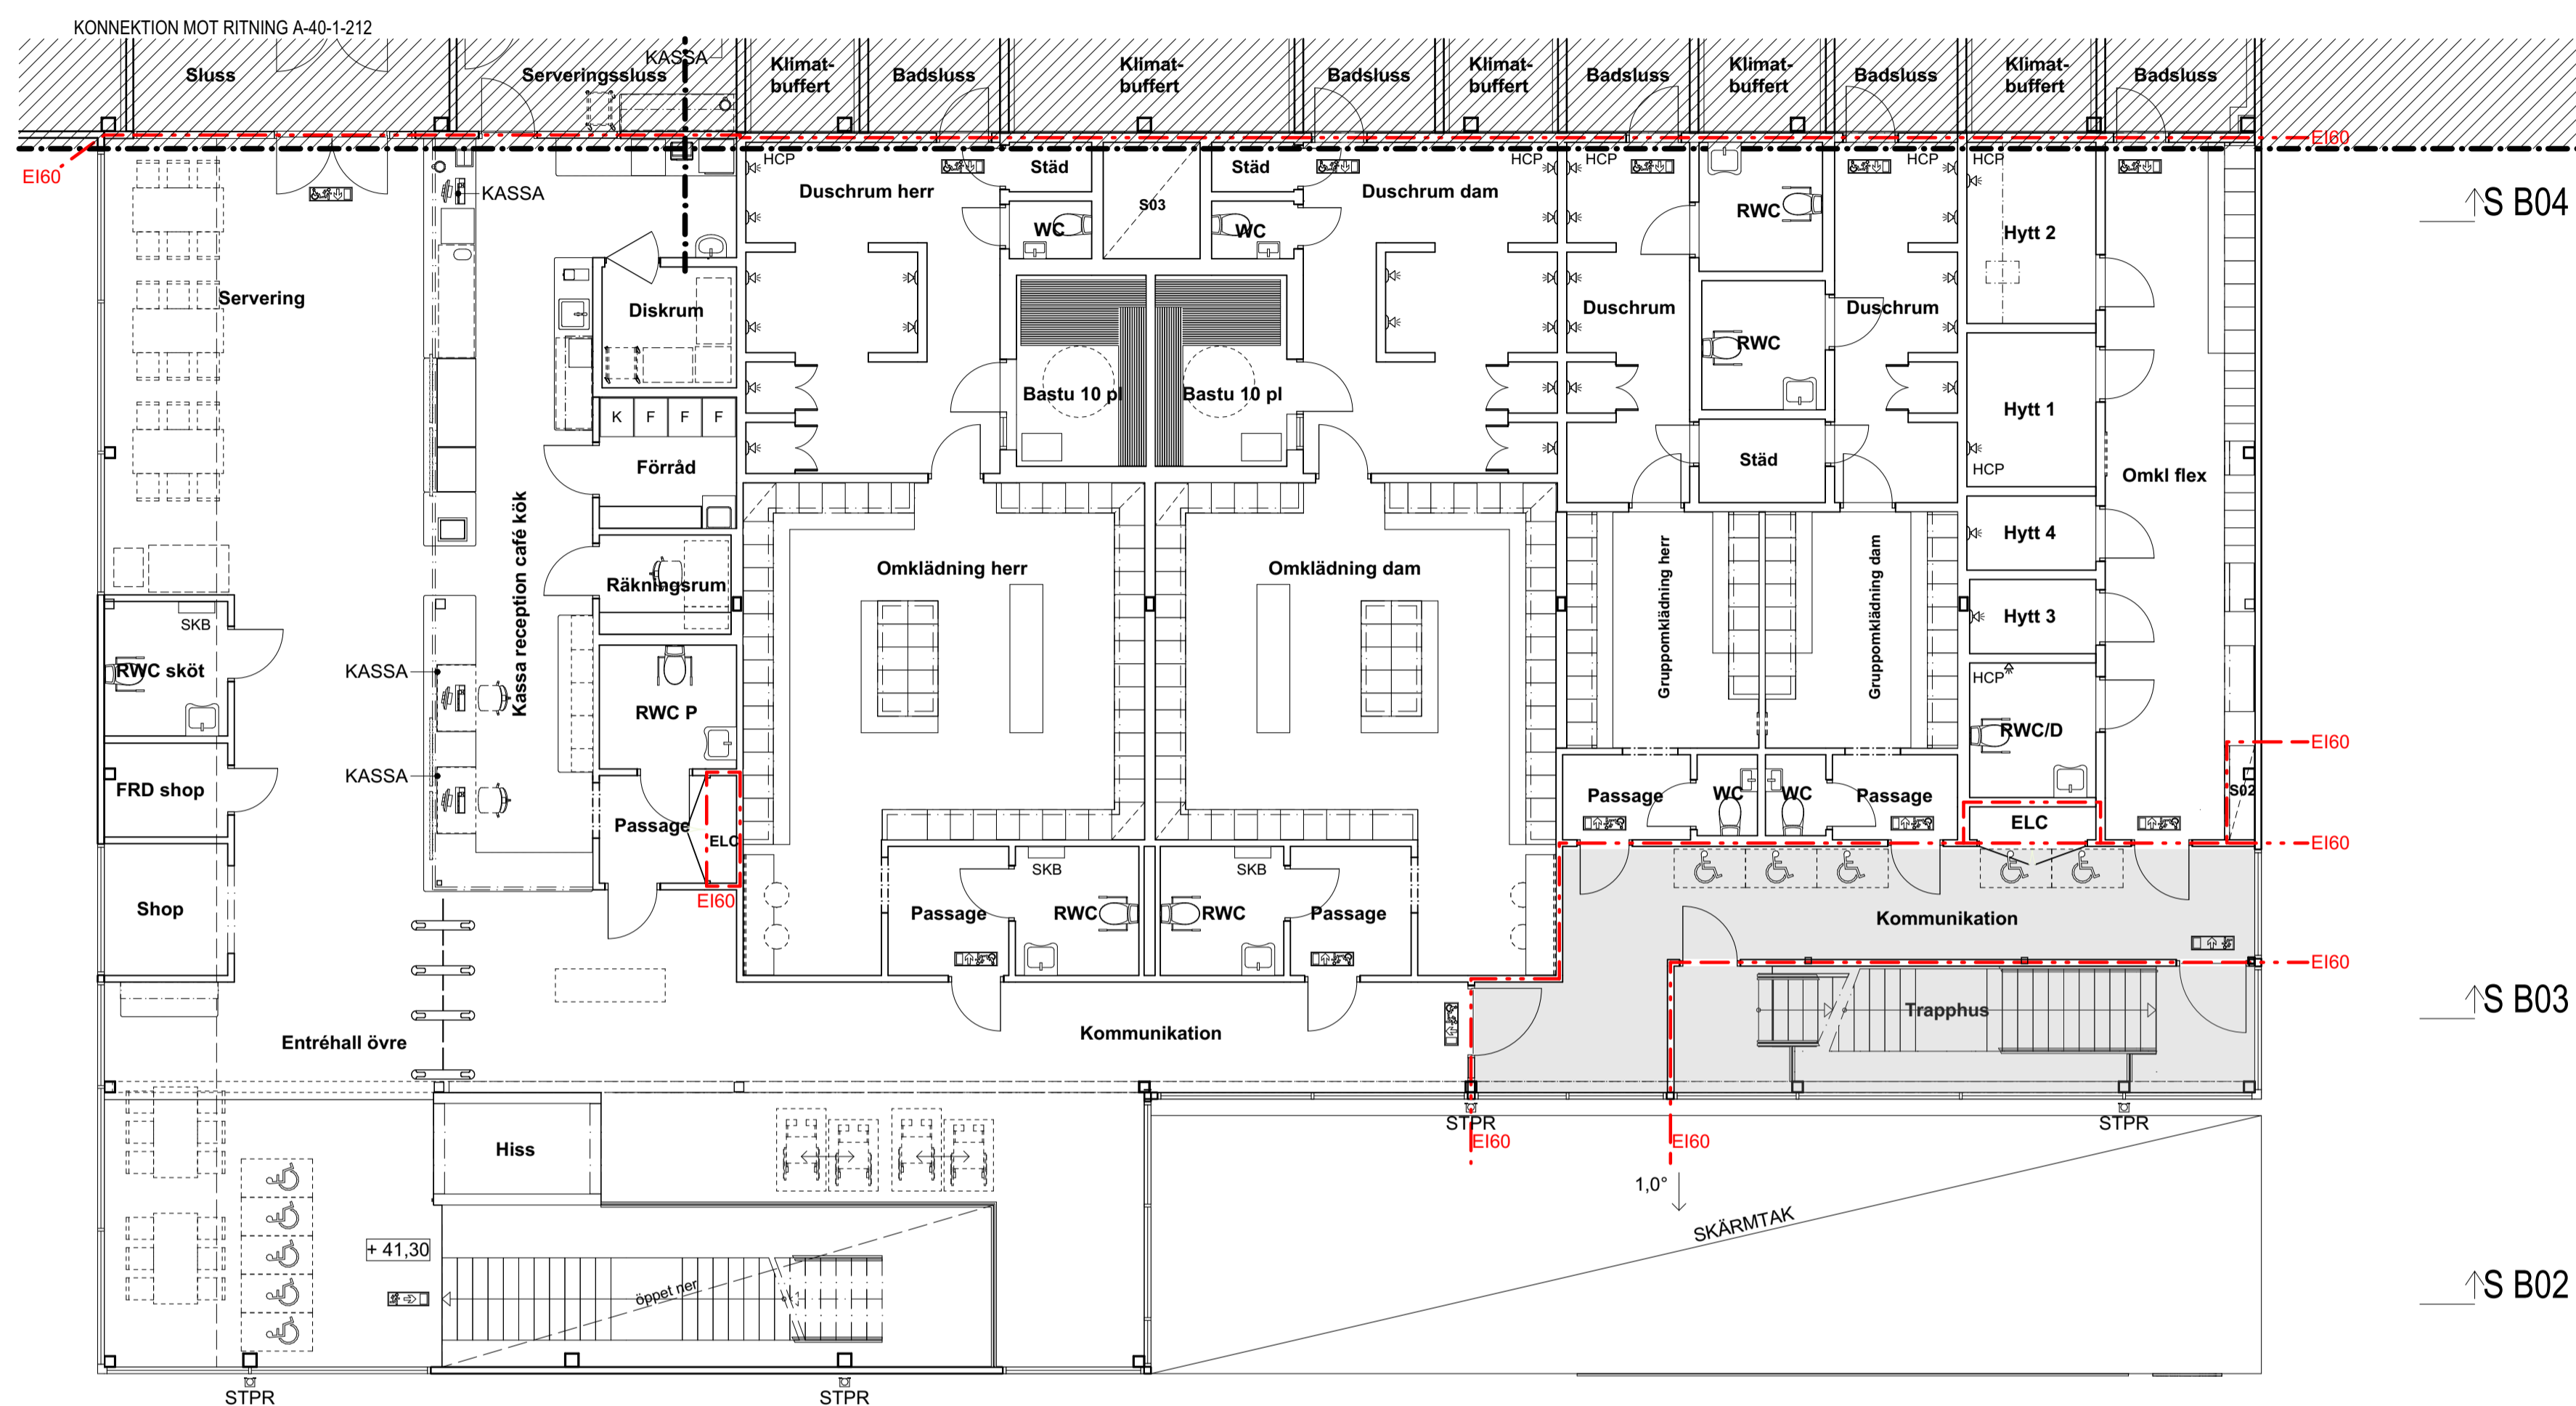 KONNEKTION MOT RITNING A-40-1-212
KASSA
Sluss
Serveringssluss
Klimat-
buffert
Badsluss
Klimat-
buffert
Badsluss
Klimat-
buffert
Badsluss
Klimat-
buffert
Badsluss
Klimat-
buffert
Badsluss
EI60
EI60
HCP
HCP
HCP
HCP
HCP
Städ
Städ
KASSA
Duschrum herr
Duschrum dam
S03
RWC
S B04
WC
WC
Hytt 2
Servering
Diskrum
Duschrum
Duschrum
RWC
Bastu 10 pl
Bastu 10 pl
Hytt 1
K
F
F
F
Förråd
Städ
HCP
Omkl flex
Kassa reception café kök
Hytt 4
Omklädning herr
Omklädning dam
Gruppomklädning herr
Gruppomklädning dam
Räkningsrum
SKB
Hytt 3
RWC sköt
KASSA
HCP
RWC P
RWC/D
EI60
KASSA
FRD shop
Passage
WC
WC
Passage
S02
Passage
ELC
ELC
EI60
SKB
SKB
EI60
Shop
Passage
RWC
RWC
Passage
Kommunikation
EI60
S B03
Trapphus
Entréhall övre
Kommunikation
STPR
STPR
EI60
EI60
Hiss
1,0°
SKÄRMTAK
+ 41,30
öppet ner
S B02
STPR
STPR